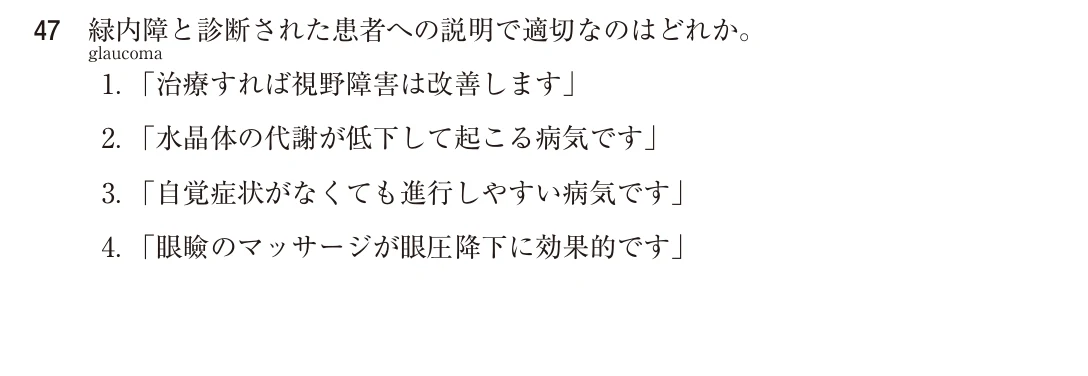 47 緑内障と診断された患者への説明で適切なのはどれか。
glaucoma
1. 「治療すれば視野障害は改善します」
2. 「水晶体の代謝が低下して起こる病気です」
3. 「自覚症状がなくても進行しやすい病気です」
4. 「眼瞼のマッサージが眼圧降下に効果的です」